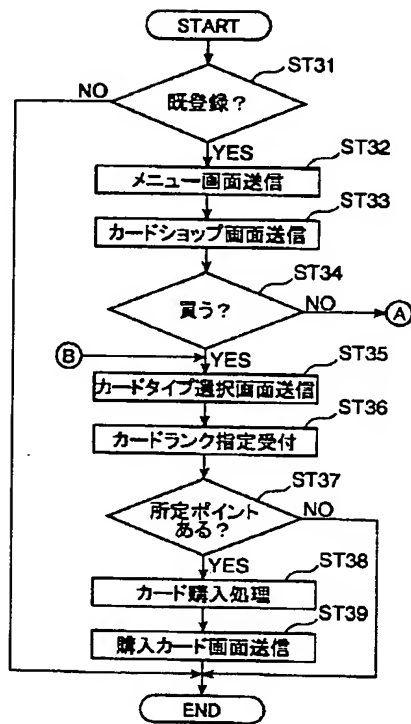 START
ST31
NO
既登録？
YES
ST32
メニュー画面送信
ST33
カードショップ画面送信
ST34
買う？
NO
A
B
YES
ST35
カードタイプ選択画面送信
ST36
カードランク指定受付
ST37
所定ポイント
ある？
NO
YES
ST38
カード購入処理
ST39
購入カード画面送信
END